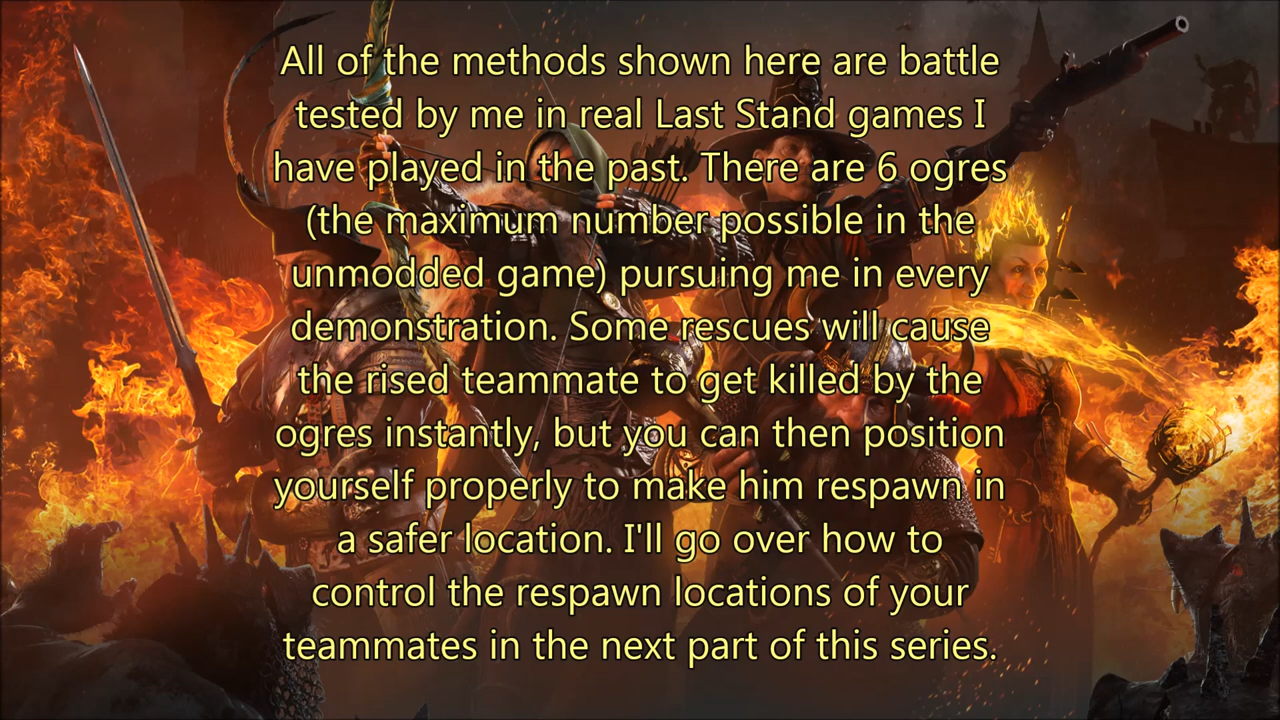 All of the methods shown here are battle
tested by me in real Last Stand games I
have played in the past. There are 6 ogres
(the maximum number possible in the
unmodded game) pursuing me in every
demonstration. Some rescues will cause
the rised teammate to get killed by the
ogres instantly, but you can then position
yourself properly to make him respawn in
a safer location. I'll go over how to
control the respawn locations of your
teammates in the next part of this series.